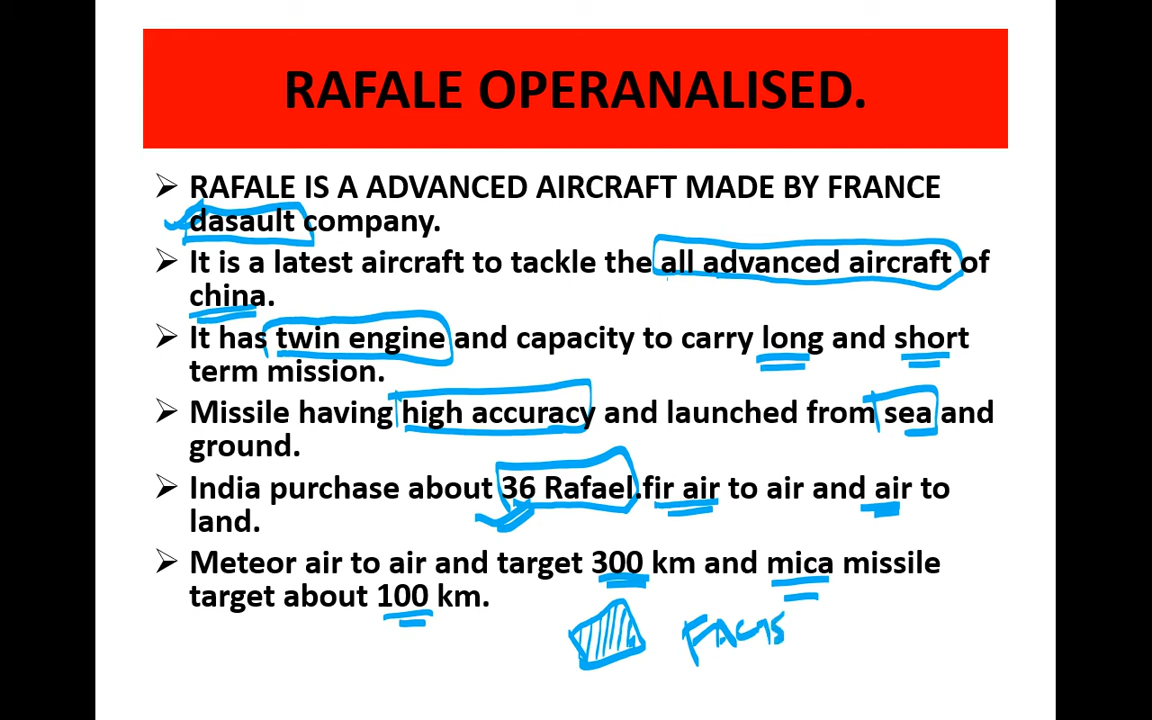 RAFALE OPERANALISED.
RAFALE IS A ADVANCED AIRCRAFT MADE BY FRANCE
dasault company.
It is a latest aircraft to tackle the all advanced aircraft of
china.
It has twin engine and capacity to carry long and short
term mission.
Missile having high accuracy and launched from sea and
ground.
India purchase about 36 Rafael.fir air to air and air to
land.
Meteor air to air and target 300 km and mica missile
target about 100 km.
FACTS